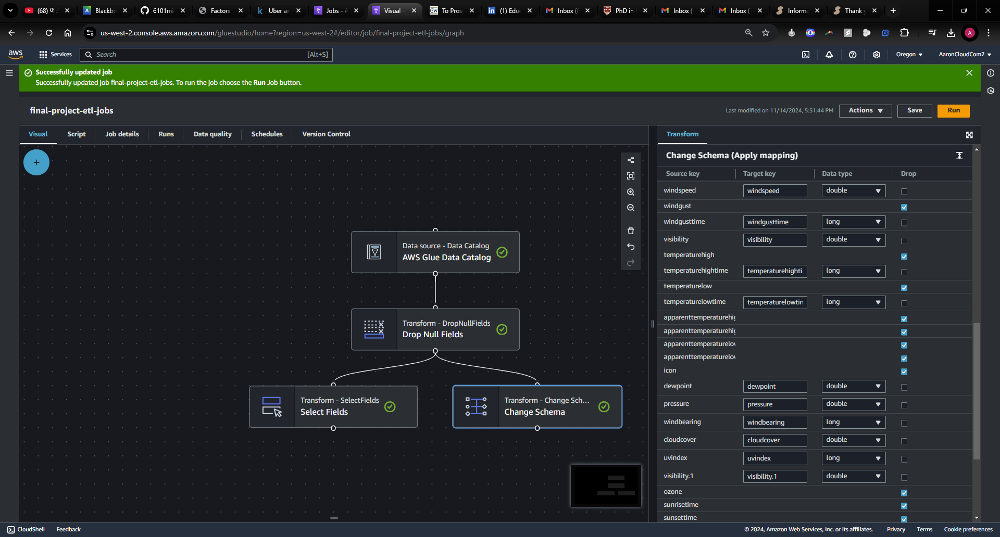 (68) 에
Blackbo
6101mi
Factors
Uber ar
Jobs - A
Visual -
To Pros
(1) Edu
Inbox (8
PhD in
Inbox (
Inbox (
Informa
Thank y
us-west-2.console.aws.amazon.com/gluestudio/home?region=us-west-2#/editor/job/final-project-etl-jobs/graph
A
aws
Services
Search
[Alt+S]
Oregon
AaronCloudCom2
Successfully updated job
Successfully updated job final-project-etl-jobs. To run the job choose the Run Job button.
final-project-etl-jobs
Last modified on 11/14/2024, 5:51:44 PM
Actions
Save
Run
Visual
Script
Job details
Runs
Data quality
Schedules
Version Control
Transform
Change Schema (Apply mapping)
Source key Target key Data type Drop
windspeed windspeed double
windgust
windgusttime windgusttime long
visibility visibility double
temperaturehigh
temperaturehightime temperaturehighti long
temperaturelow
temperaturelowtime temperaturelowtin long
apparenttemperaturehig
apparenttemperaturehig
apparenttemperaturelov
apparenttemperaturelov
icon
dewpoint dewpoint double
pressure pressure double
windbearing windbearing long
cloudcover cloudcover double
uvindex uvindex long
visibility.1 visibility.1 double
ozone
sunrisetime
sunsettime
Data source - Data Catalog
AWS Glue Data Catalog
Transform - DropNullFields
Drop Null Fields
Transform - SelectFields
Select Fields
Transform - Change Sch...
Change Schema
CloudShell
Feedback
© 2024, Amazon Web Services, Inc. or its affiliates.
Privacy
Terms
Cookie preferences